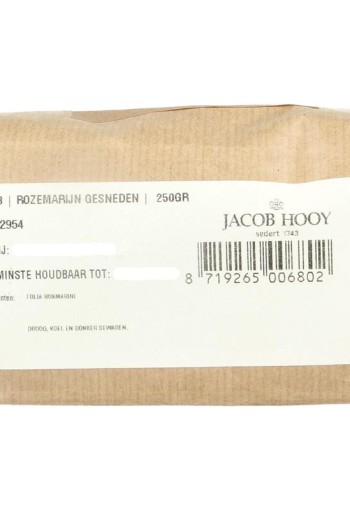 | ROZEMARIJN GESNEDEN | 250GR
2954
JACOB HOOY
sedert 1743
MINSTE HOUDBAAR TOT:
8 719265 006802
FOLIA ROSMARINI
DROOG, KOEL EN DONKER BEWAREN.